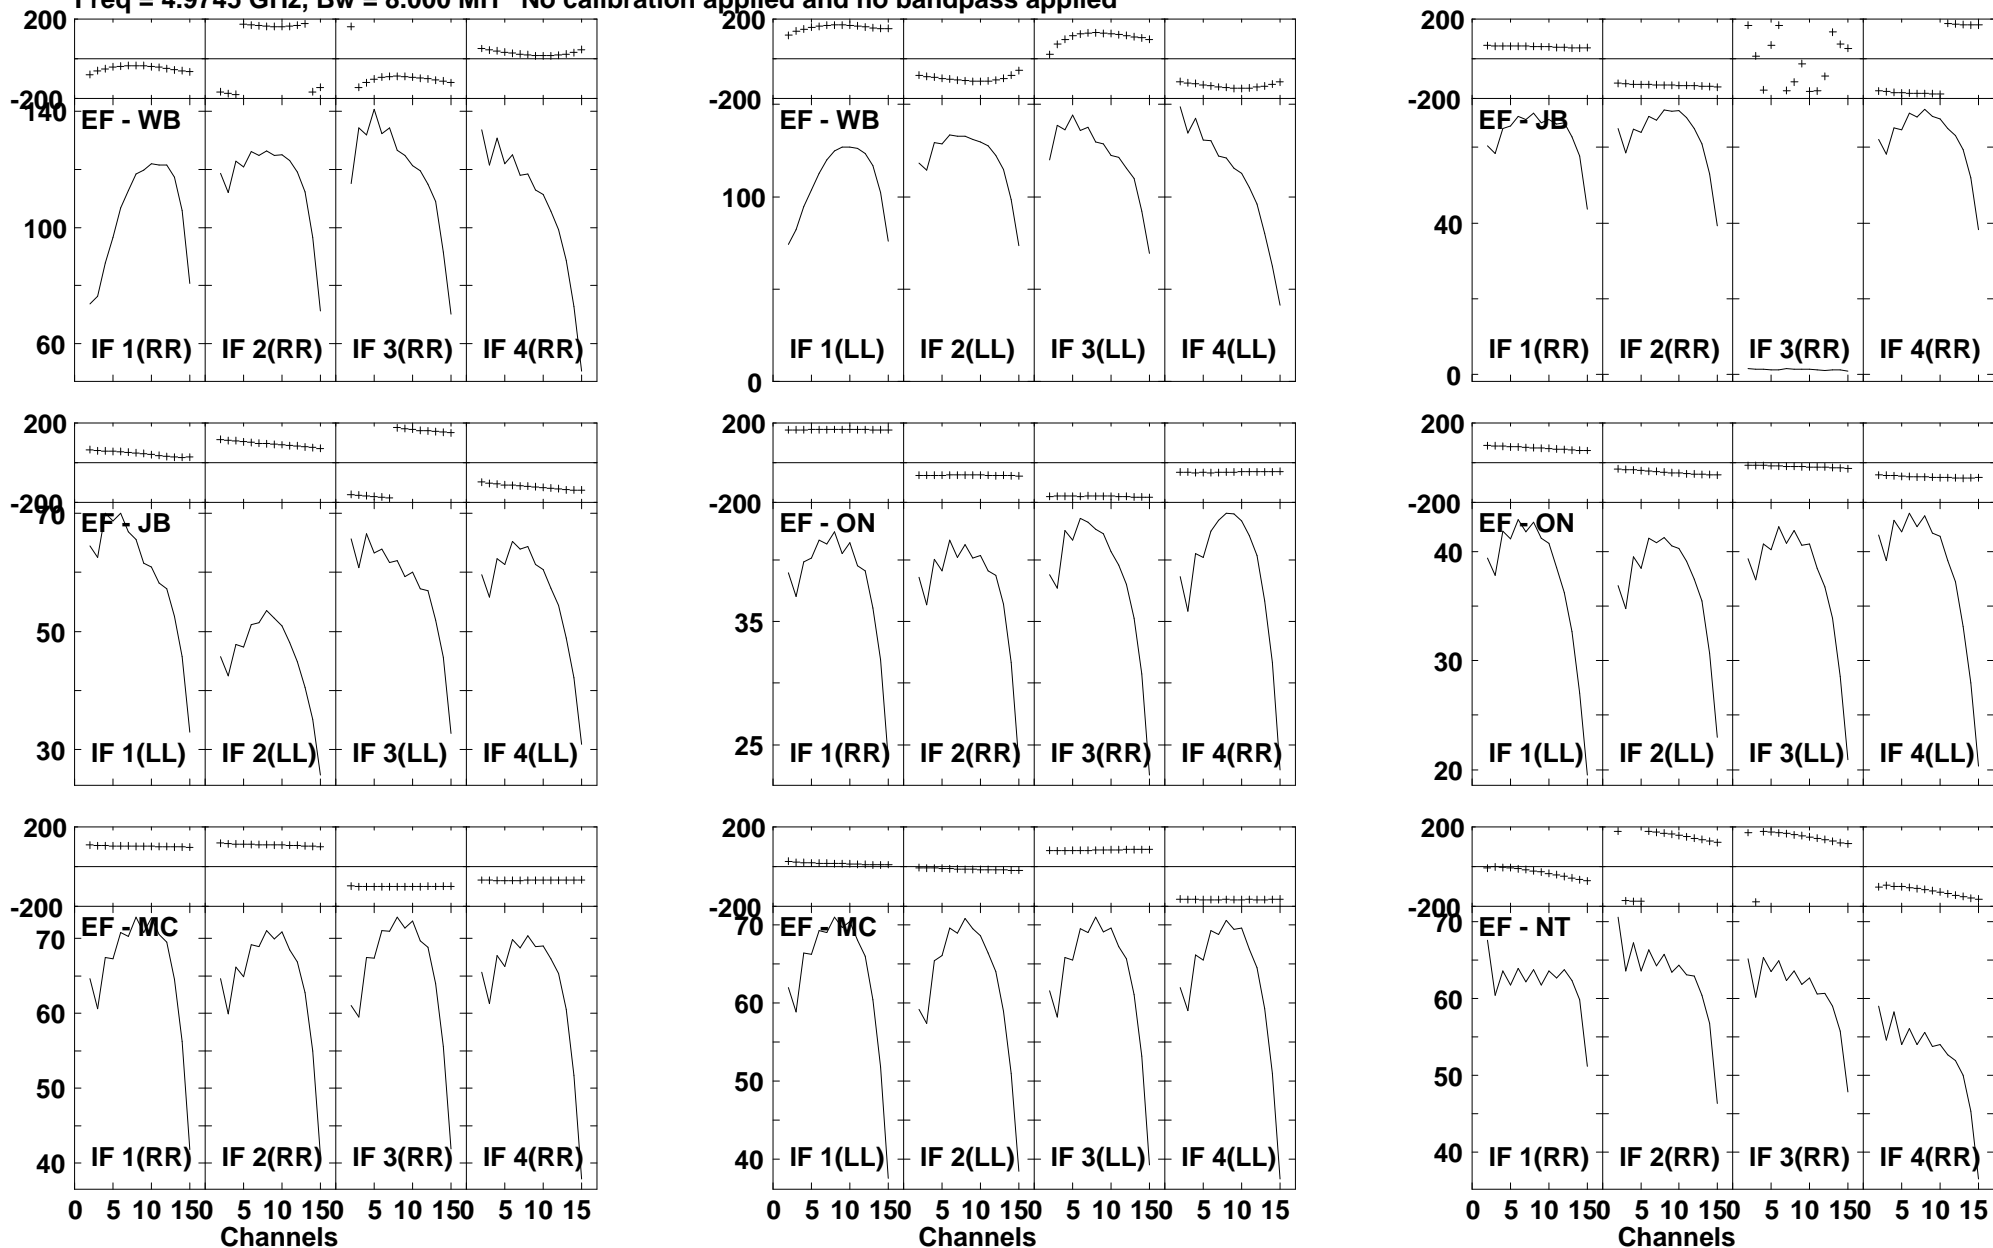 Freq = 4.9745 GHz, Bw = 8.000 MH No calibration applied and no bandpass applied
200 200 200
-200 -200 -200
140
EF - WB EF - WB EF - JB
100 100 40
60
IF 1(RR) IF 2(RR) IF 3(RR) IF 4(RR) IF 1(LL) IF 2(LL) IF 3(LL) IF 4(LL) IF 1(RR) IF 2(RR) IF 3(RR) IF 4(RR)
0 0
200 200 200
-200 -200 -200
70
EF - JB EF - ON EF - ON
40
50 35
30
30 25 20
IF 1(LL) IF 2(LL) IF 3(LL) IF 4(LL) IF 1(RR) IF 2(RR) IF 3(RR) IF 4(RR) IF 1(LL) IF 2(LL) IF 3(LL) IF 4(LL)
200 200 200
-200 -200 -200
EF - MC EF - MC EF - NT
70 70 70
60 60 60
50 50 50
40 40 40
IF 1(RR) IF 2(RR) IF 3(RR) IF 4(RR) IF 1(LL) IF 2(LL) IF 3(LL) IF 4(LL) IF 1(RR) IF 2(RR) IF 3(RR) IF 4(RR)
0 5 10 150 5 10 150 5 10 150 5 10 15 0 5 10 150 5 10 150 5 10 150 5 10 15 0 5 10 150 5 10 150 5 10 150 5 10 15
Channels Channels Channels